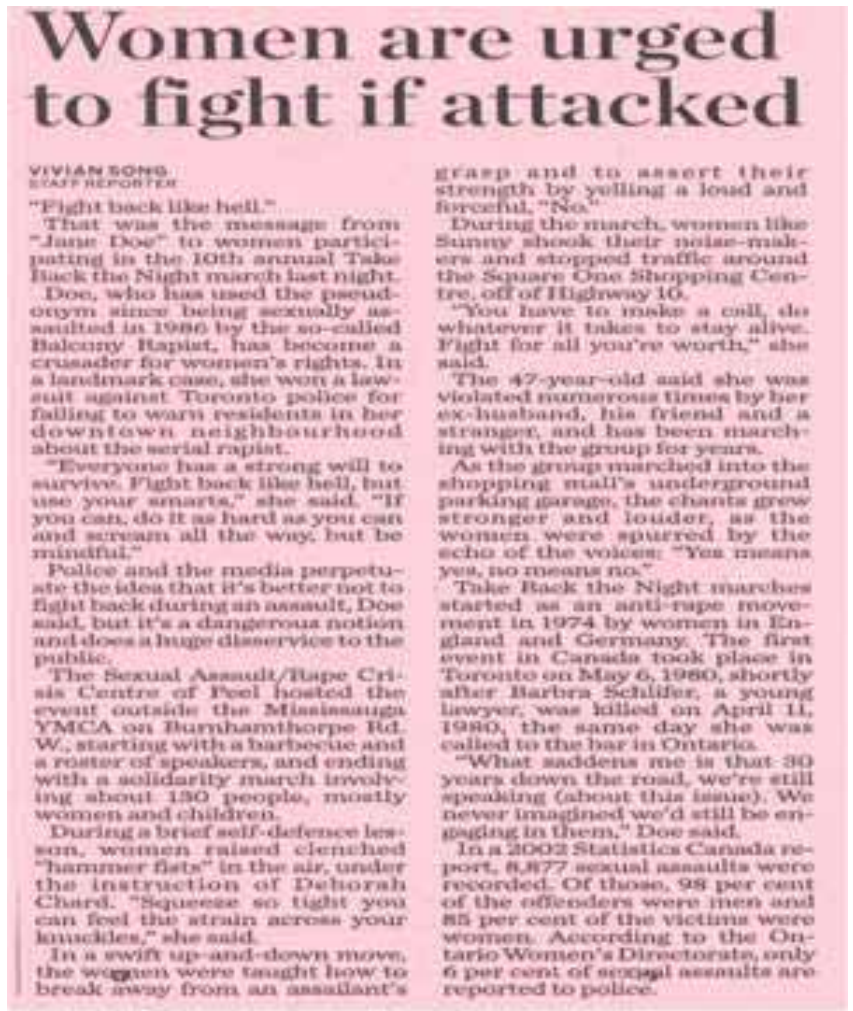 Women are urged
to fight if attacked
VIVIAN SONG
STAFF REPORTER
"Fight back like hell."
That was the message from
"Jane Doe" to women partici-
pating in the 10th annual Take
Back the Night march last night.
Doe, who has used the pseud-
onym since being sexually as-
saulted in 1986 by the so-called
Balcony Rapist, has become a
crusader for women's rights. In
a landmark case, she won a law-
suit against Toronto police for
failing to warn residents in her
downtown neighbourhood
about the serial rapist.
"Everyone has a strong will to
survive. Fight back like hell, but
use your smarts," she said. "If
you can, do it as hard as you can
and scream all the way, but be
mindful."
Police and the media perpetu-
ate the idea that it's better not to
fight back during an assault, Doe
said, but it's a dangerous notion
and does a huge disservice to the
public.
The Sexual Assault/Rape Cri-
sis Centre of Peel hosted the
event outside the Mississauga
YMCA on Burnhamthorpe Rd.
W., starting with a barbecue and
a roster of speakers, and ending
with a solidarity march involv-
ing about 130 people, mostly
women and children.
During a brief self-defence les-
son, women raised clenched
"hammer fists" in the air, under
the instruction of Deborah
Chard. "Squeeze so tight you
can feel the strain across your
knuckles," she said.
In a swift up-and-down move,
the women were taught how to
break away from an assailant's
grasp and to assert their
strength by yelling a loud and
forceful, "No."
During the march, women like
Sunny shook their noise-mak-
ers and stopped traffic around
the Square One Shopping Cen-
tre, off of Highway 10.
"You have to make a call, do
whatever it takes to stay alive.
Fight for all you're worth," she
said.
The 47-year-old said she was
violated numerous times by her
ex-husband, his friend and a
stranger, and has been march-
ing with the group for years.
As the group marched into the
shopping mall's underground
parking garage, the chants grew
stronger and louder, as the
women were spurred by the
echo of the voices: "Yes means
yes, no means no."
Take Back the Night marches
started as an anti-rape move-
ment in 1974 by women in En-
gland and Germany. The first
event in Canada took place in
Toronto on May 6, 1980, shortly
after Barbra Schlifer, a young
lawyer, was killed on April 11,
1980, the same day she was
called to the bar in Ontario.
"What saddens me is that 30
years down the road, we're still
speaking (about this issue). We
never imagined we'd still be en-
gaging in them," Doe said.
In a 2002 Statistics Canada re-
port, 8,877 sexual assaults were
recorded. Of those, 98 per cent
of the offenders were men and
85 per cent of the victims were
women. According to the On-
tario Women's Directorate, only
6 per cent of sexual assaults are
reported to police.